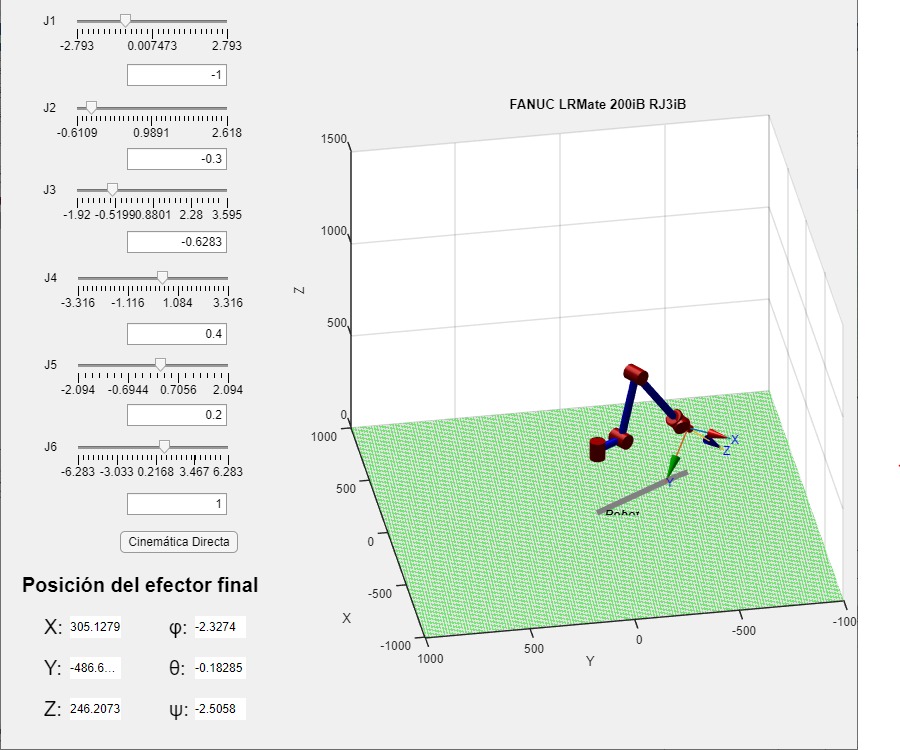 J1
-2.793 0.007473 2.793
-1
J2
-0.6109 0.9891 2.618
-0.3
J3
-1.92 -0.51990.8801 2.28 3.595
-0.6283
J4
-3.316 -1.116 1.084 3.316
0.4
J5
-2.094 -0.6944 0.7056 2.094
0.2
J6
-6.283 -3.033 0.2168 3.467 6.283
1
Cinemática Directa
Posición del efector final
X: 305.1279 φ: -2.3274
Y: -486.6... θ: -0.18285
Z: 246.2073 ψ: -2.5058
FANUC LRMate 200iB RJ3iB
1500
1000
Z
500
0
1000
500
0
-500
X
-1000
1000
500
0
-500
-100
Y
X
Z
Y
Robot